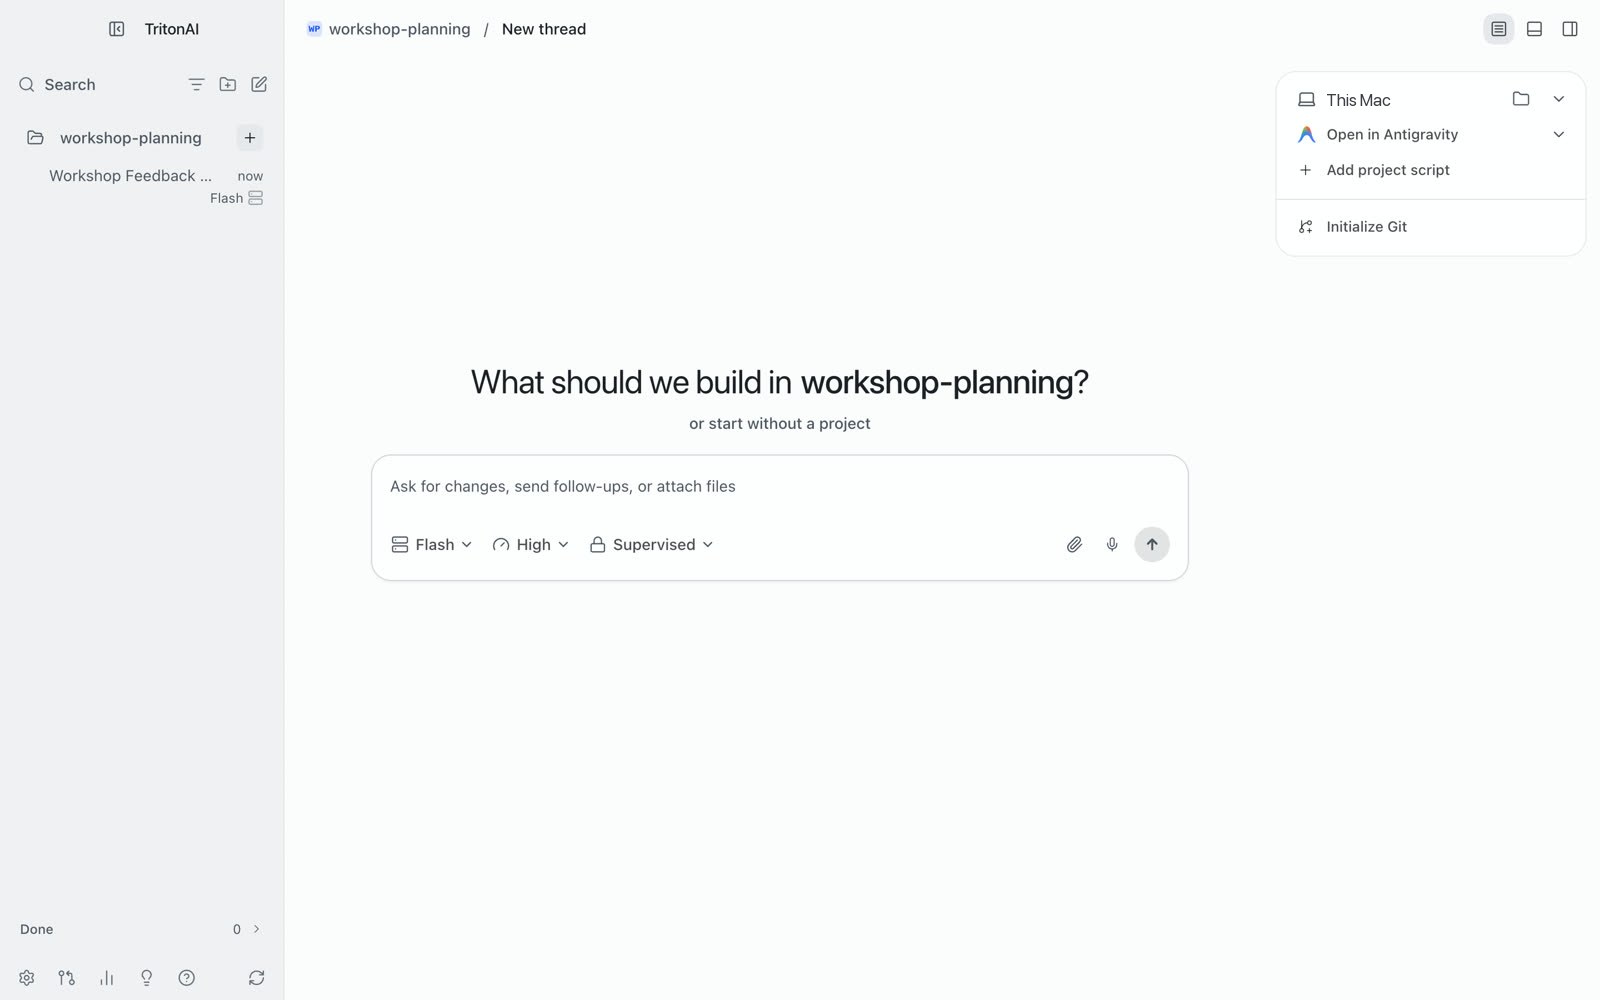 TritonAI
Search
workshop-planning
Workshop Feedback ... now
Flash
Done 0
WP workshop-planning / New thread
This Mac
Open in Antigravity
Add project script
Initialize Git
What should we build in workshop-planning?
or start without a project
Ask for changes, send follow-ups, or attach files
Flash High Supervised